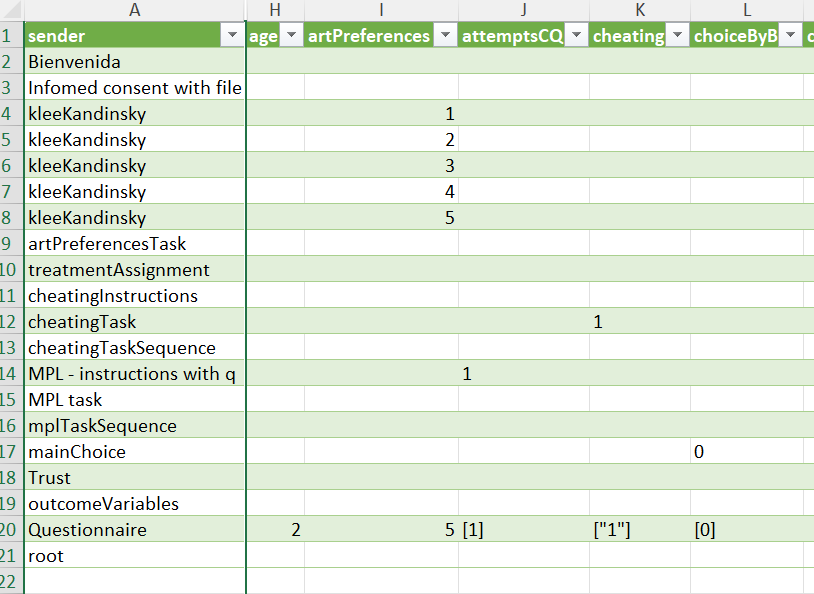 A H I J K L
1 sender age artPreferences attemptsCQ cheating choiceByB
2 Bienvenida
3 Infomed consent with file
4 kleeKandinsky 1
5 kleeKandinsky 2
6 kleeKandinsky 3
7 kleeKandinsky 4
8 kleeKandinsky 5
9 artPreferencesTask
10 treatmentAssignment
11 cheatingInstructions
12 cheatingTask 1
13 cheatingTaskSequence
14 MPL - instructions with q 1
15 MPL task
16 mplTaskSequence
17 mainChoice 0
18 Trust
19 outcomeVariables
20 Questionnaire 2 5 [1] ["1"] [0]
21 root
22